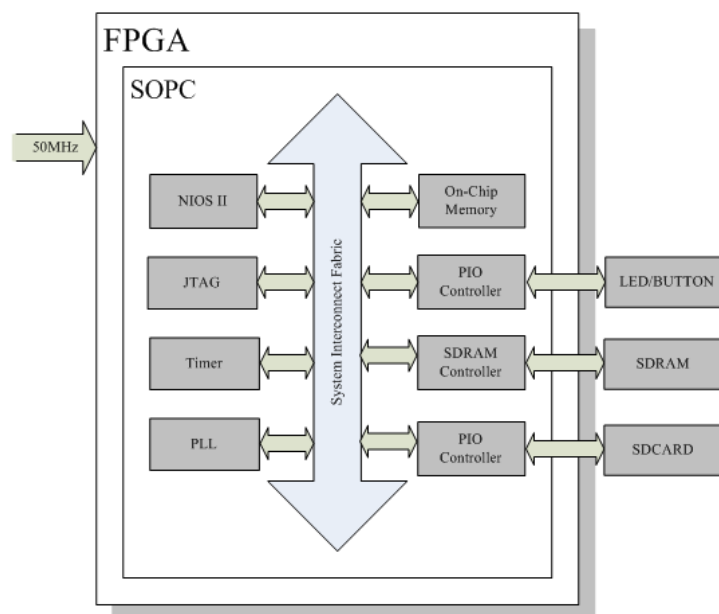 FPGA
SOPC
50MHz
NIOS II
On-Chip
Memory
JTAG
PIO
Controller
LED/BUTTON
System Interconnect Fabric
Timer
SDRAM
Controller
SDRAM
PLL
PIO
Controller
SDCARD